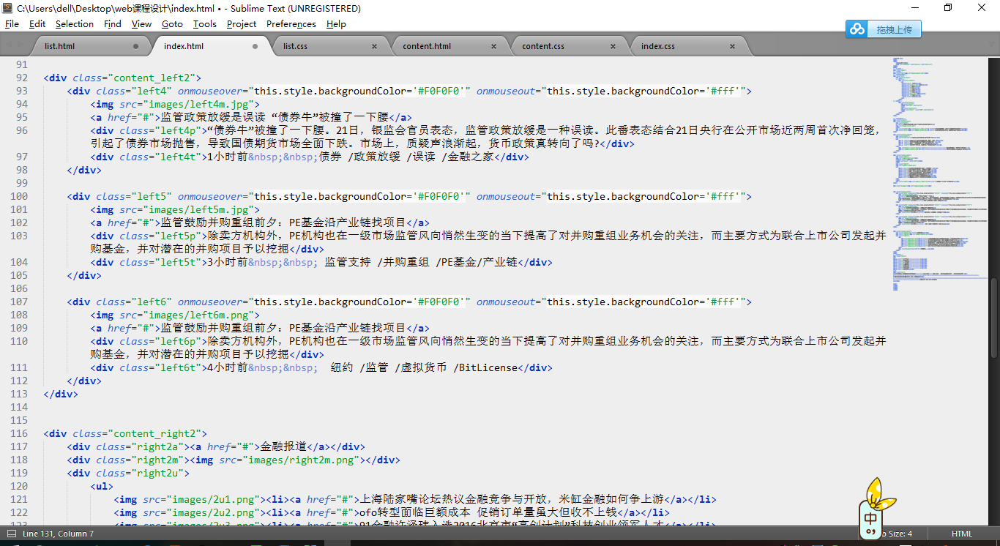 C:\Users\dell\Desktop\web课程设计\index.html • - Sublime Text (UNREGISTERED)
File Edit Selection Find View Goto Tools Project Preferences Help
拖拽上传
list.html index.html list.css content.html content.css index.css
91
92 <div class="content_left2">
93 <div class="left4" onmouseover="this.style.backgroundColor='#F0F0F0'" onmouseout="this.style.backgroundColor='#fff'">
94 <img src="images/left4m.jpg">
95 <a href="#">监管政策放缓是误读 “债券牛”被撞了一下腰</a>
96 <div class="left4p">“债券牛”被撞了一下腰。21日，银监会官员表态，监管政策放缓是一种误读。此番表态结合21日央行在公开市场近两周首次净回笼，
引起了债券市场抛售，导致国债期货市场全面下跌。市场上，质疑声浪渐起，货币政策真转向了吗?</div>
97 <div class="left4t">1小时前&nbsp;&nbsp;债券 /政策放缓 /误读 /金融之家</div>
98 </div>
99
100 <div class="left5" onmouseover="this.style.backgroundColor='#F0F0F0'" onmouseout="this.style.backgroundColor='#fff'">
101 <img src="images/left5m.jpg">
102 <a href="#">监管鼓励并购重组前夕：PE基金沿产业链找项目</a>
103 <div class="left5p">除卖方机构外，PE机构也在一级市场监管风向悄然生变的当下提高了对并购重组业务机会的关注，而主要方式为联合上市公司发起并
购基金，并对潜在的并购项目予以挖掘</div>
104 <div class="left5t">3小时前&nbsp;&nbsp; 监管支持 /并购重组 /PE基金/产业链</div>
105 </div>
106
107 <div class="left6" onmouseover="this.style.backgroundColor='#F0F0F0'" onmouseout="this.style.backgroundColor='#fff'">
108 <img src="images/left6m.png">
109 <a href="#">监管鼓励并购重组前夕：PE基金沿产业链找项目</a>
110 <div class="left6p">除卖方机构外，PE机构也在一级市场监管风向悄然生变的当下提高了对并购重组业务机会的关注，而主要方式为联合上市公司发起并
购基金，并对潜在的并购项目予以挖掘</div>
111 <div class="left6t">4小时前&nbsp;&nbsp;  纽约 /监管 /虚拟货币 /BitLicense</div>
112 </div>
113 </div>
114
115
116 <div class="content_right2">
117 <div class="right2a"><a href="#">金融报道</a></div>
118 <div class="right2m"><img src="images/right2m.png"></div>
119 <div class="right2u">
120 <ul>
121 <img src="images/2u1.png"><li><a href="#">上海陆家嘴论坛热议金融竞争与开放，米缸金融如何争上游</a></li>
122 <img src="images/2u2.png"><li><a href="#">ofo转型面临巨额成本 促销订单量虽大但收不上钱</a></li>
123 <img src="images/2u3.png"><li><a href="#">91金融许泽玮入选2016北京市“高创计划”科技创业领军人才</a></li>
Line 131, Column 7 Size: 4 HTML
中